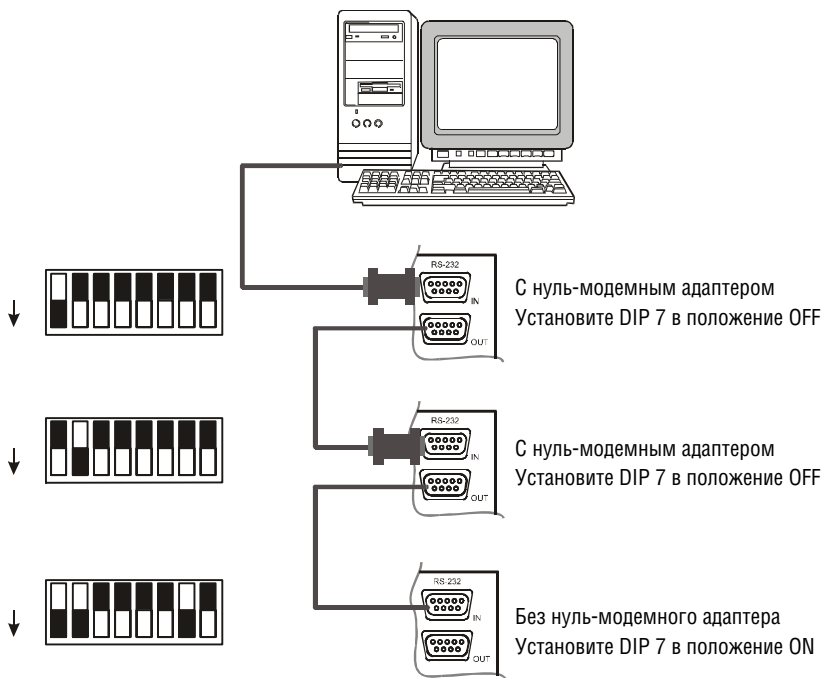 RS-232
IN
OUT
С нуль-модемным адаптером
Установите DIP 7 в положение OFF
RS-232
IN
OUT
С нуль-модемным адаптером
Установите DIP 7 в положение OFF
RS-232
IN
OUT
Без нуль-модемного адаптера
Установите DIP 7 в положение ON